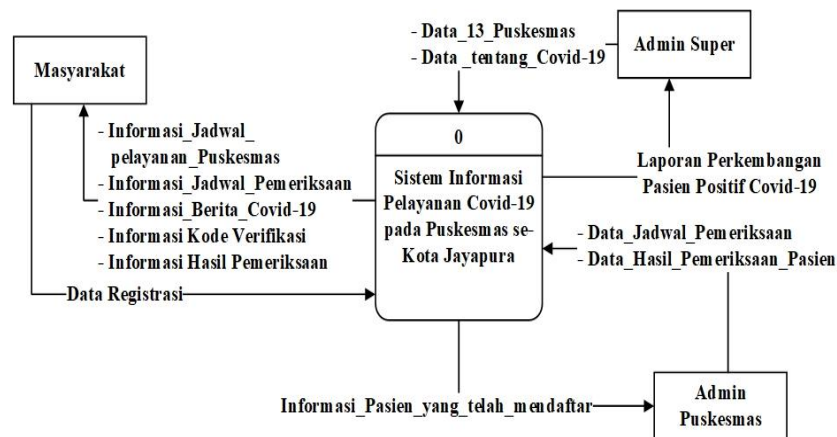 - Data_13_Puskesmas
- Data _tentang_Covid-19
Admin Super
Masyarakat
- Informasi_Jadwal_
pelayanan_Puskesmas
- Informasi_Jadwal_Pemeriksaan
- Informasi_Berita_Covid-19
- Informasi Kode Verifikasi
- Informasi Hasil Pemeriksaan
0
Sistem Informasi
Pelayanan Covid-19
pada Puskesmas se-
Kota Jayapura
Laporan Perkembangan
Pasien Positif Covid-19
- Data_Jadwal_Pemeriksaan
- Data_Hasil_Pemeriksaan_Pasien
Data Registrasi
Informasi_Pasien_yang_telah_mendaftar
Admin
Puskesmas